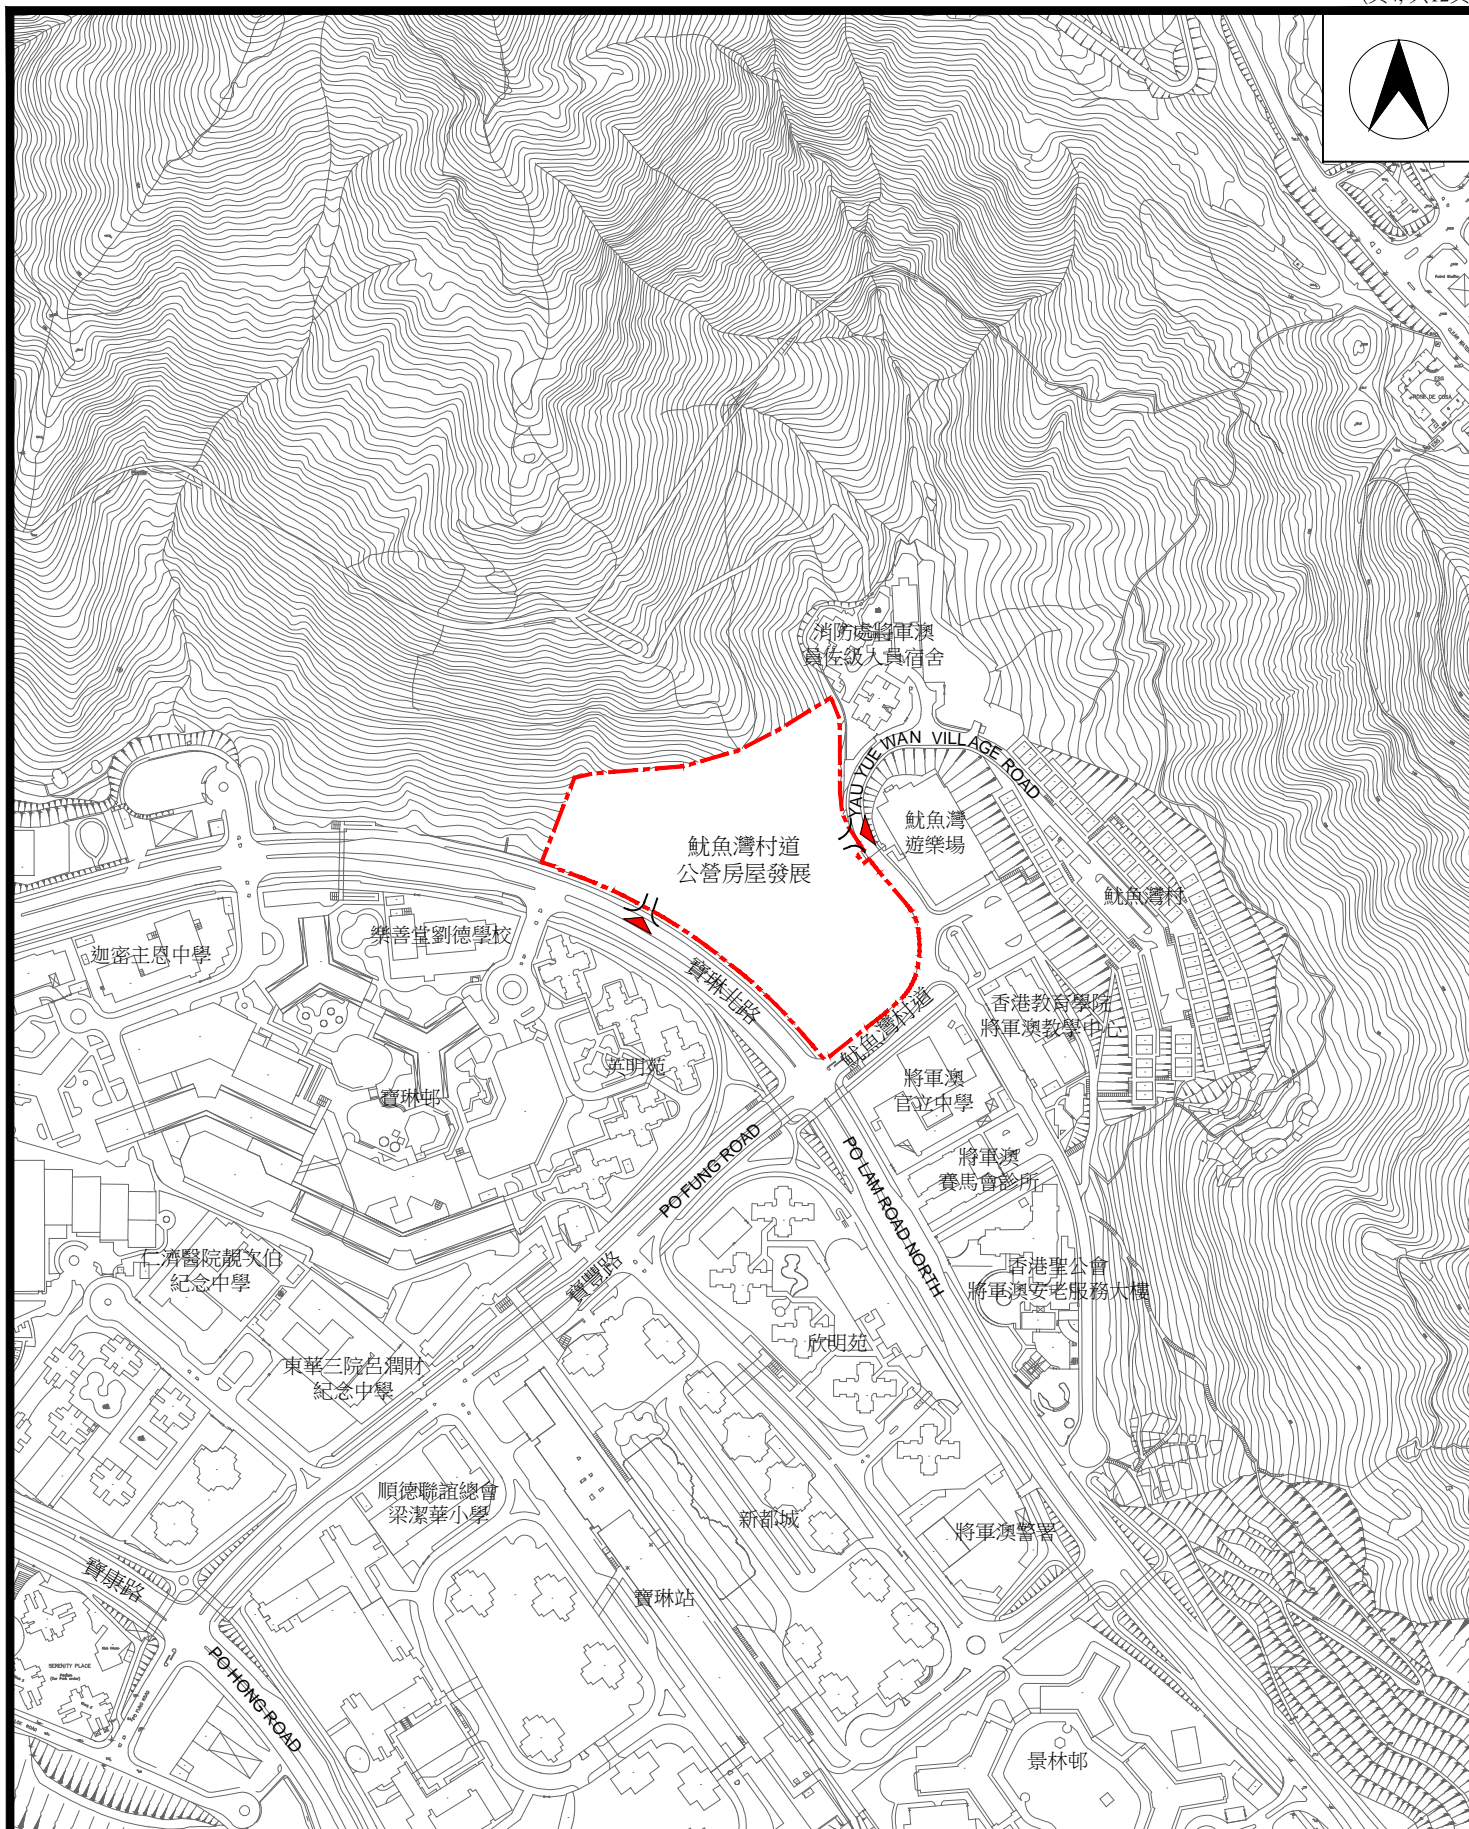 消防處將軍澳
員佐級人員宿舍
YAU YUE WAN VILLAGE ROAD
魷魚灣
遊樂場
魷魚灣村道
公營房屋發展
魷魚灣村
樂善堂劉德學校
迦密主恩中學
寶琳北路
魷魚灣村道
香港教育學院
將軍澳教學中心
英明苑
寶琳邨
將軍澳
官立中學
PO FUNG ROAD
PO LAM ROAD NORTH
將軍澳
賽馬會診所
仁濟醫院靚次伯
紀念中學
寶豐路
香港聖公會
將軍澳安老服務大樓
欣明苑
東華三院呂潤財
紀念中學
順德聯誼總會
梁潔華小學
新都城
將軍澳警署
寶康路
寶琳站
PO HONG ROAD
SERENITY PLACE
景林邨